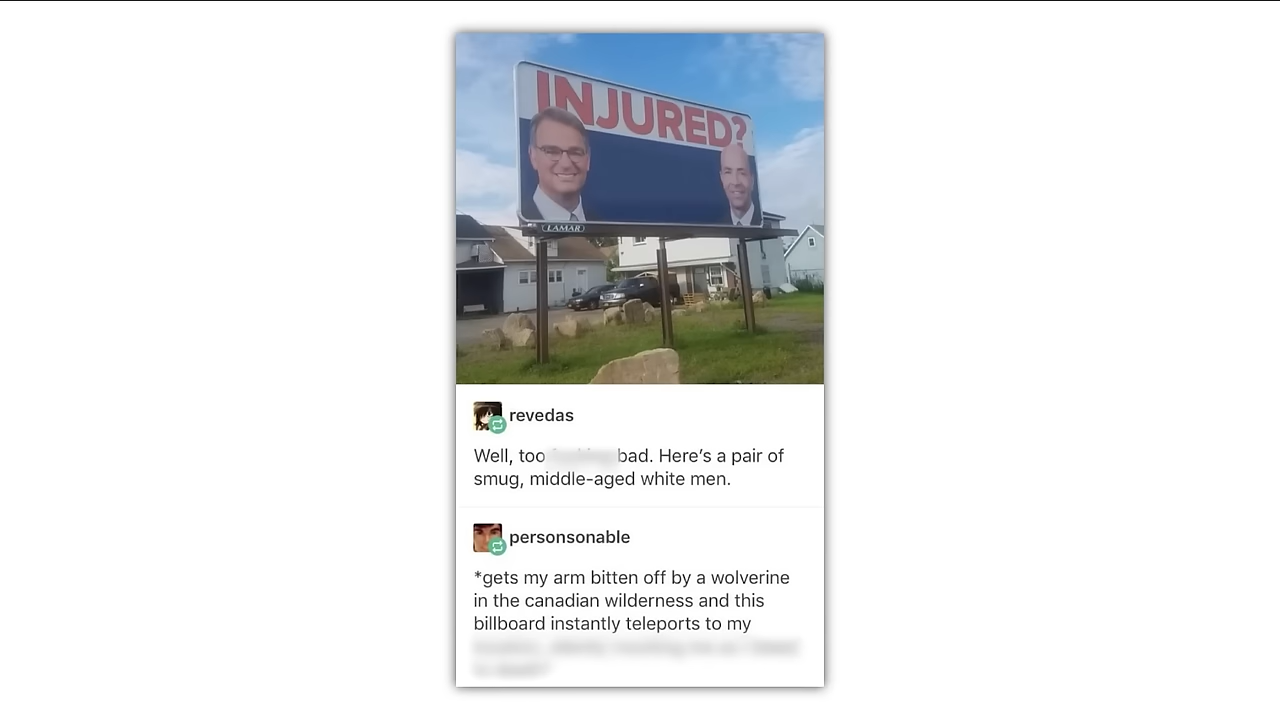 INJURED?
LAMAR
revedas
Well, too bad. Here's a pair of
smug, middle-aged white men.
personsonable
*gets my arm bitten off by a wolverine
in the canadian wilderness and this
billboard instantly teleports to my